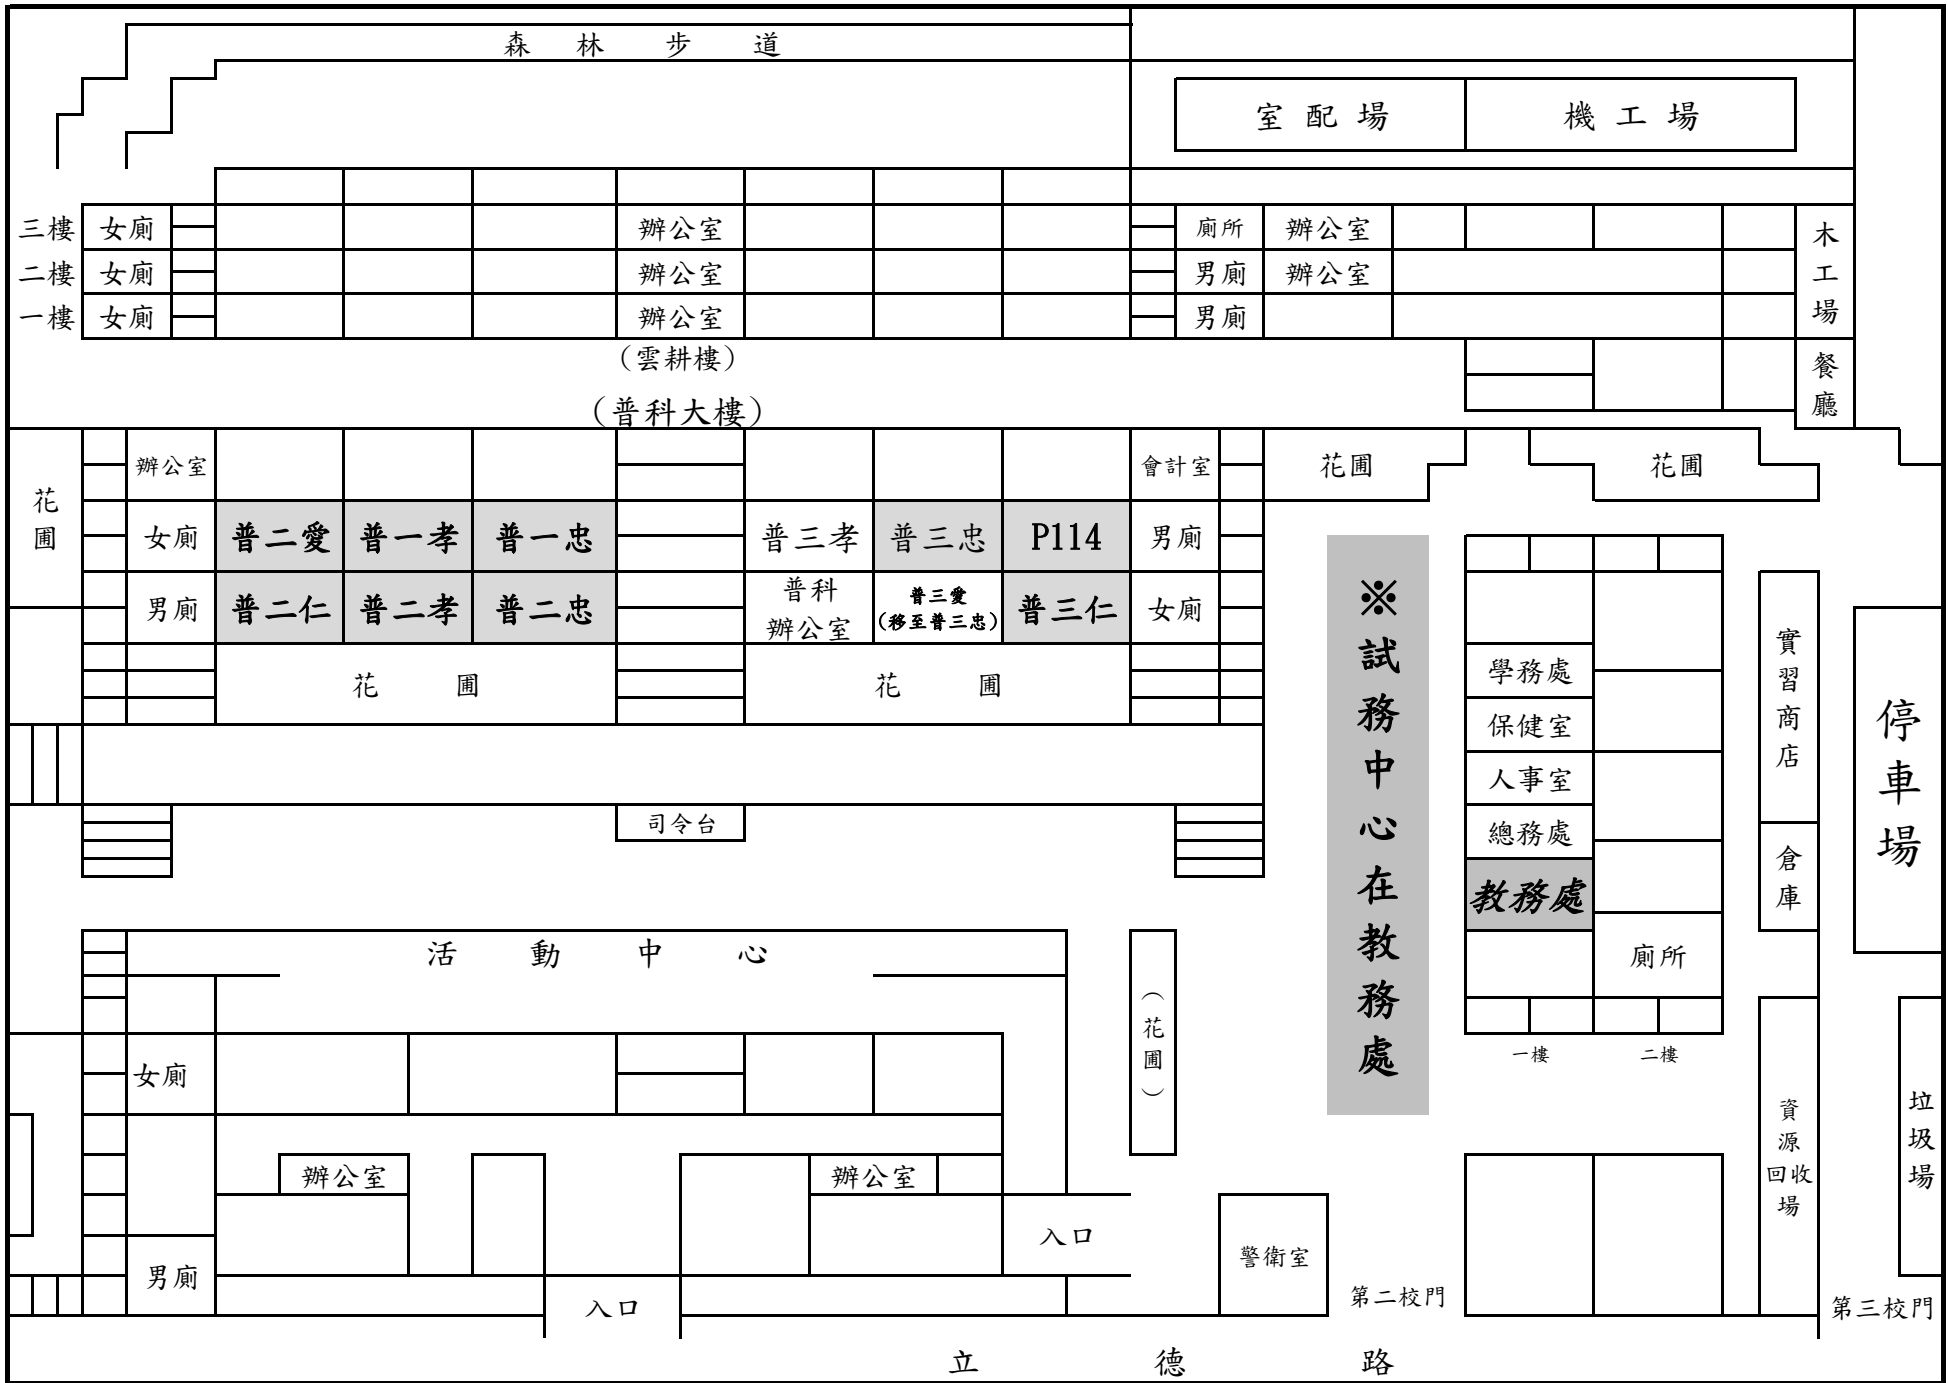 森 林 步 道
室 配 場 機 工 場
三樓 女廁 辦公室 廁所 辦公室
二樓 女廁 辦公室 男廁 辦公室
一樓 女廁 辦公室 男廁
木工場
(雲耕樓)
餐廳
(普科大樓)
花圃
辦公室 會計室 花圃 花圃
女廁 普二愛 普一孝 普一忠 普三孝 普三忠 P114 男廁
男廁 普二仁 普二孝 普二忠 普科 普三愛 普三仁 女廁
辦公室 (移至普三忠)
花 圃 花 圃
※試務中心在教務處
學務處
保健室
人事室
總務處
教務處
廁所
一樓 二樓
實習商店
倉庫
停車場
司令台
活 動 中 心
(花圃)
女廁
辦公室 辦公室
資
源
回收
場
垃圾場
入口
警衛室
男廁
入口
第二校門
第三校門
立 德 路